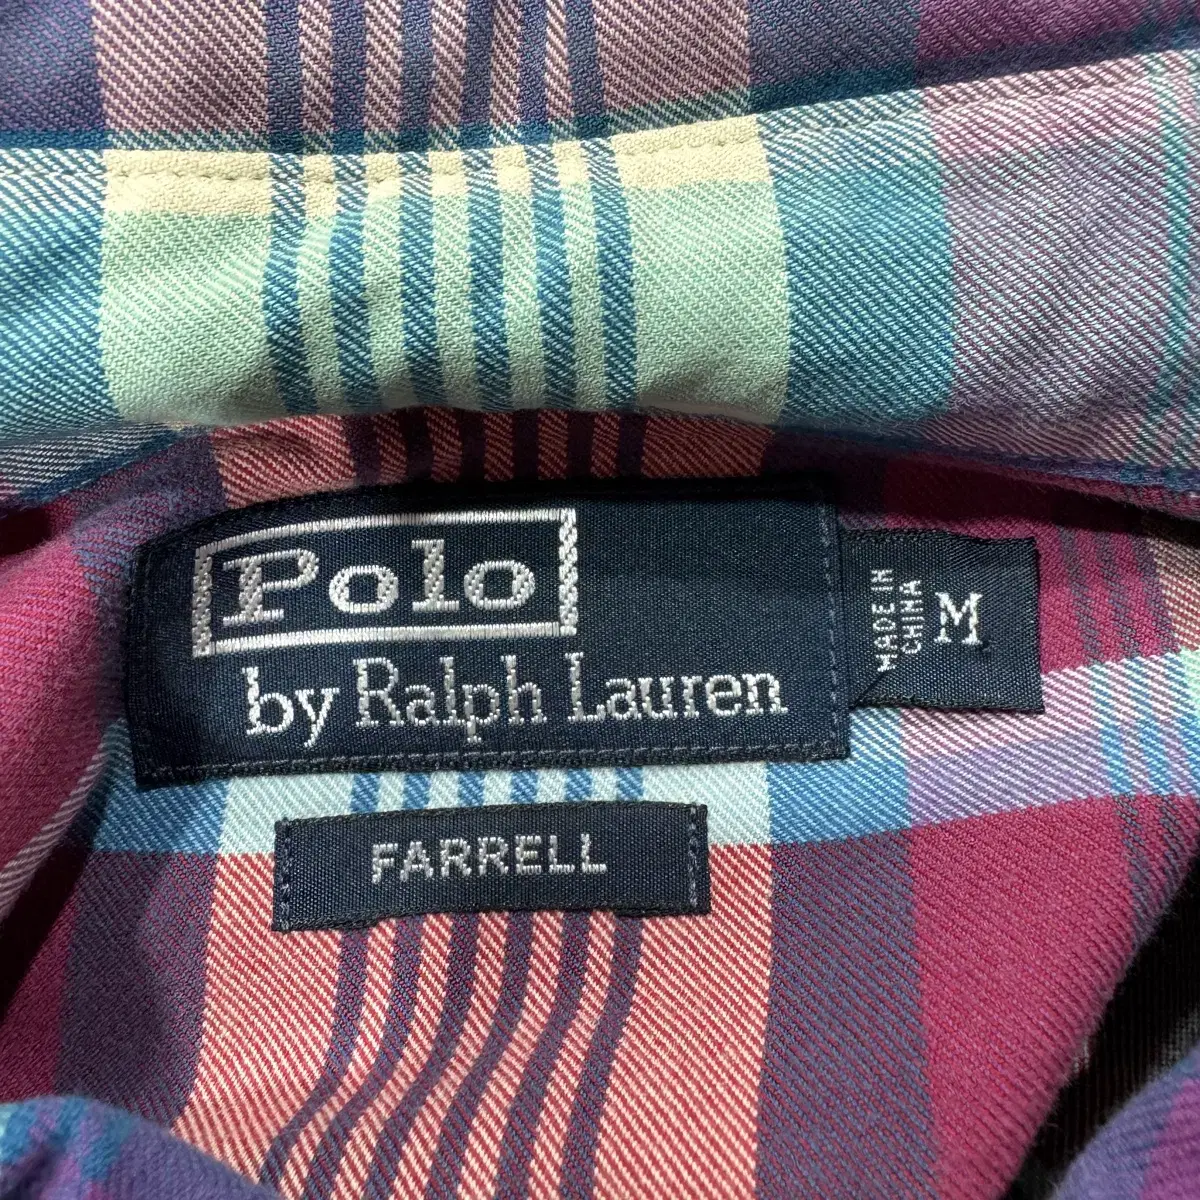 Polo
by Ralph Lauren
MADE IN
CHINA
M
FARRELL